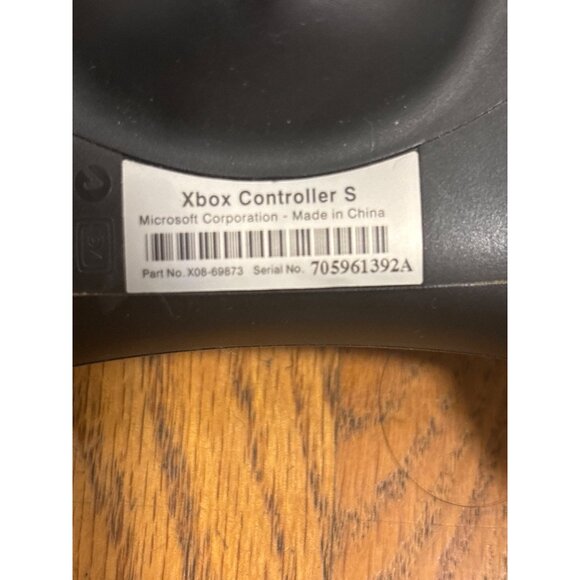 Xbox Controller S
Microsoft Corporation - Made in China
Part No. X08-69873 Serial No. 705961392A